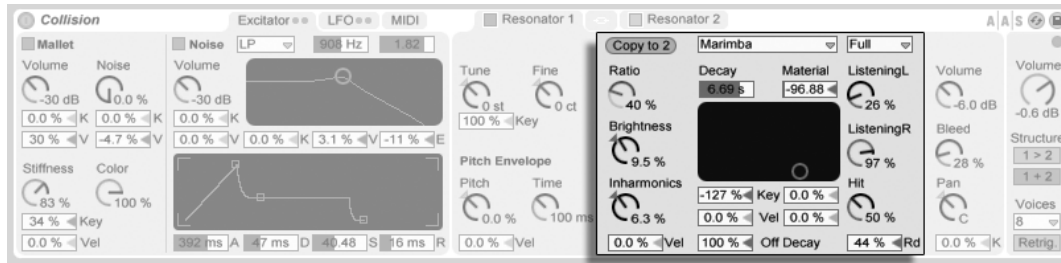 Collision Excitator LFO MIDI Resonator 1 Resonator 2 A A S
Mallet Noise LP 908 Hz 1.82 Copy to 2 Marimba Full
Volume Noise Volume Tune Fine Ratio Decay Material ListeningL Volume Volume
-30 dB 0.0 % -30 dB 0 st 0 ct 40 % 6.69 s -96.88 26 % -6.0 dB -0.6 dB
0.0 % K 0.0 % K 0.0 % K 100 % Key Brightness ListeningR Bleed Structure
30 % V -4.7 % V 0.0 % V 0.0 % K 3.1 % V -11 % E 9.5 % 97 % 28 % 1 > 2
Stiffness Color Pitch Envelope 1 + 2
83 % 100 % Pitch Time Inharmonics Hit Pan Voices
34 % Key 0.0 % 100 ms 6.3 % -127 % Key 0.0 % 50 % C 8
0.0 % Vel 0.0 %
0.0 % Vel 392 ms A 47 ms D 40.48 S 16 ms R 0.0 % Vel 0.0 % Vel 100 % Off Decay 44 % Rd 0.0 % K Retrig.